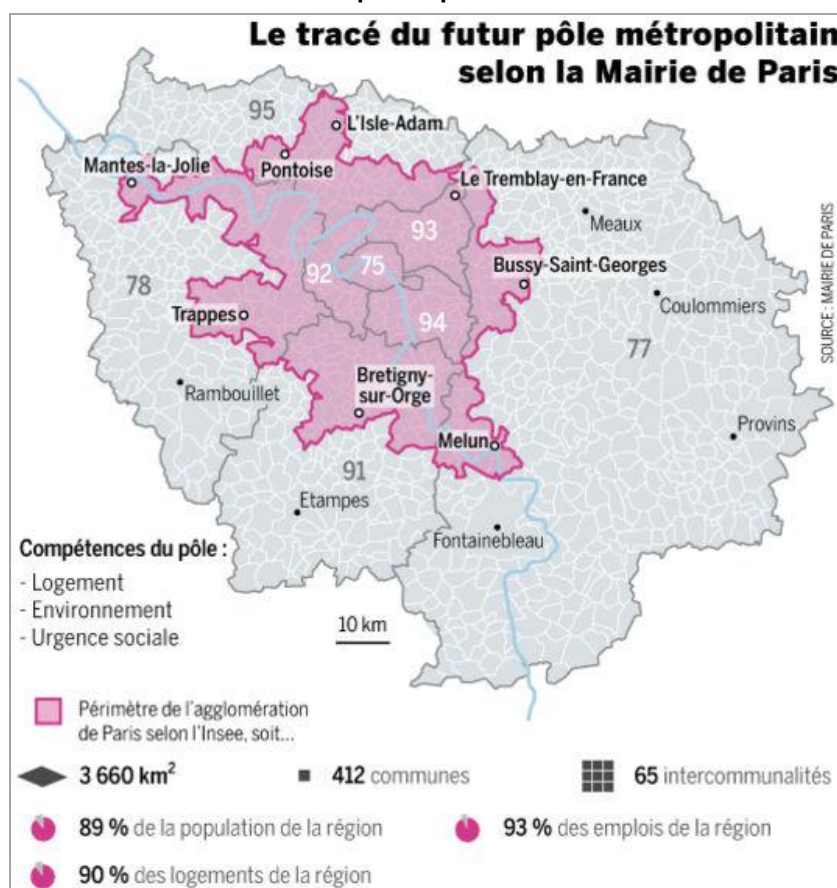 Le tracé du futur pôle métropolitain
selon la Mairie de Paris
95
L'Isle-Adam
Mantes-la-Jolie
Pontoise
Le Tremblay-en-France
93
Meaux
92
75
Bussy-Saint-Georges
78
Trappes
94
Coulommiers
77
Bretigny-
sur-Orge
Rambouillet
Melun
Provins
91
Etampes
Fontainebleau
SOURCE : MAIRIE DE PARIS
Compétences du pôle :
- Logement
- Environnement
- Urgence sociale
10 km
Périmètre de l'agglomération
de Paris selon l'Insee, soit...
3 660 km²
412 communes
65 intercommunalités
89 % de la population de la région
93 % des emplois de la région
90 % des logements de la région